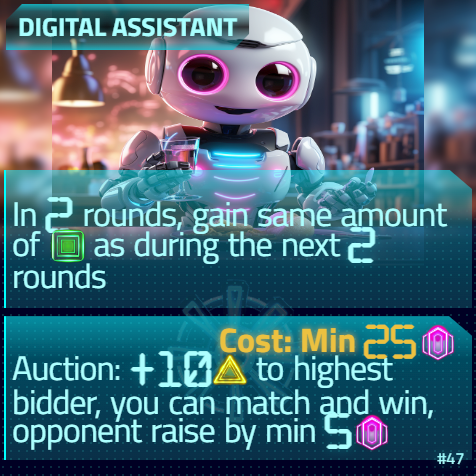 DIGITAL ASSISTANT
In 2 rounds, gain same amount
of as during the next 2
rounds
Cost: Min 25
Auction: +10 to highest
bidder, you can match and win,
opponent raise by min 5
#47